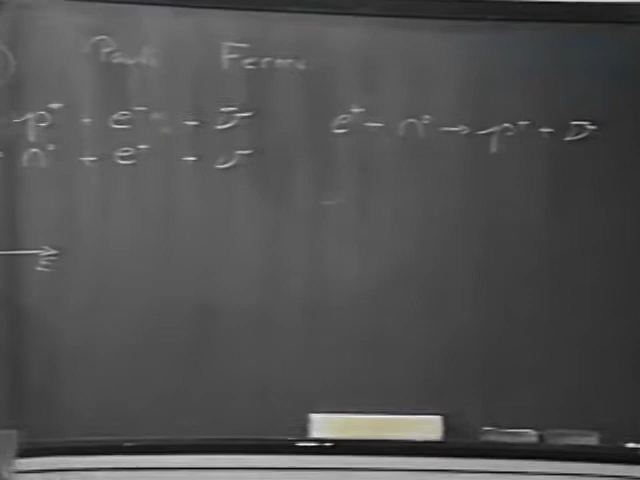 Pauli Fermi
p⁺ + e⁻ + ν̄
n⁰ + e⁺ + ν
e⁺ + n⁰ → p⁺ + ν̄
E